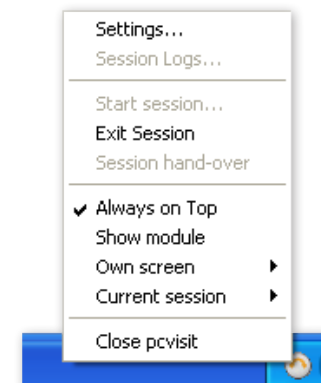 Settings...
Session Logs...
Start session...
Exit Session
Session hand-over
Always on Top
Show module
Own screen
Current session
Close pcvisit